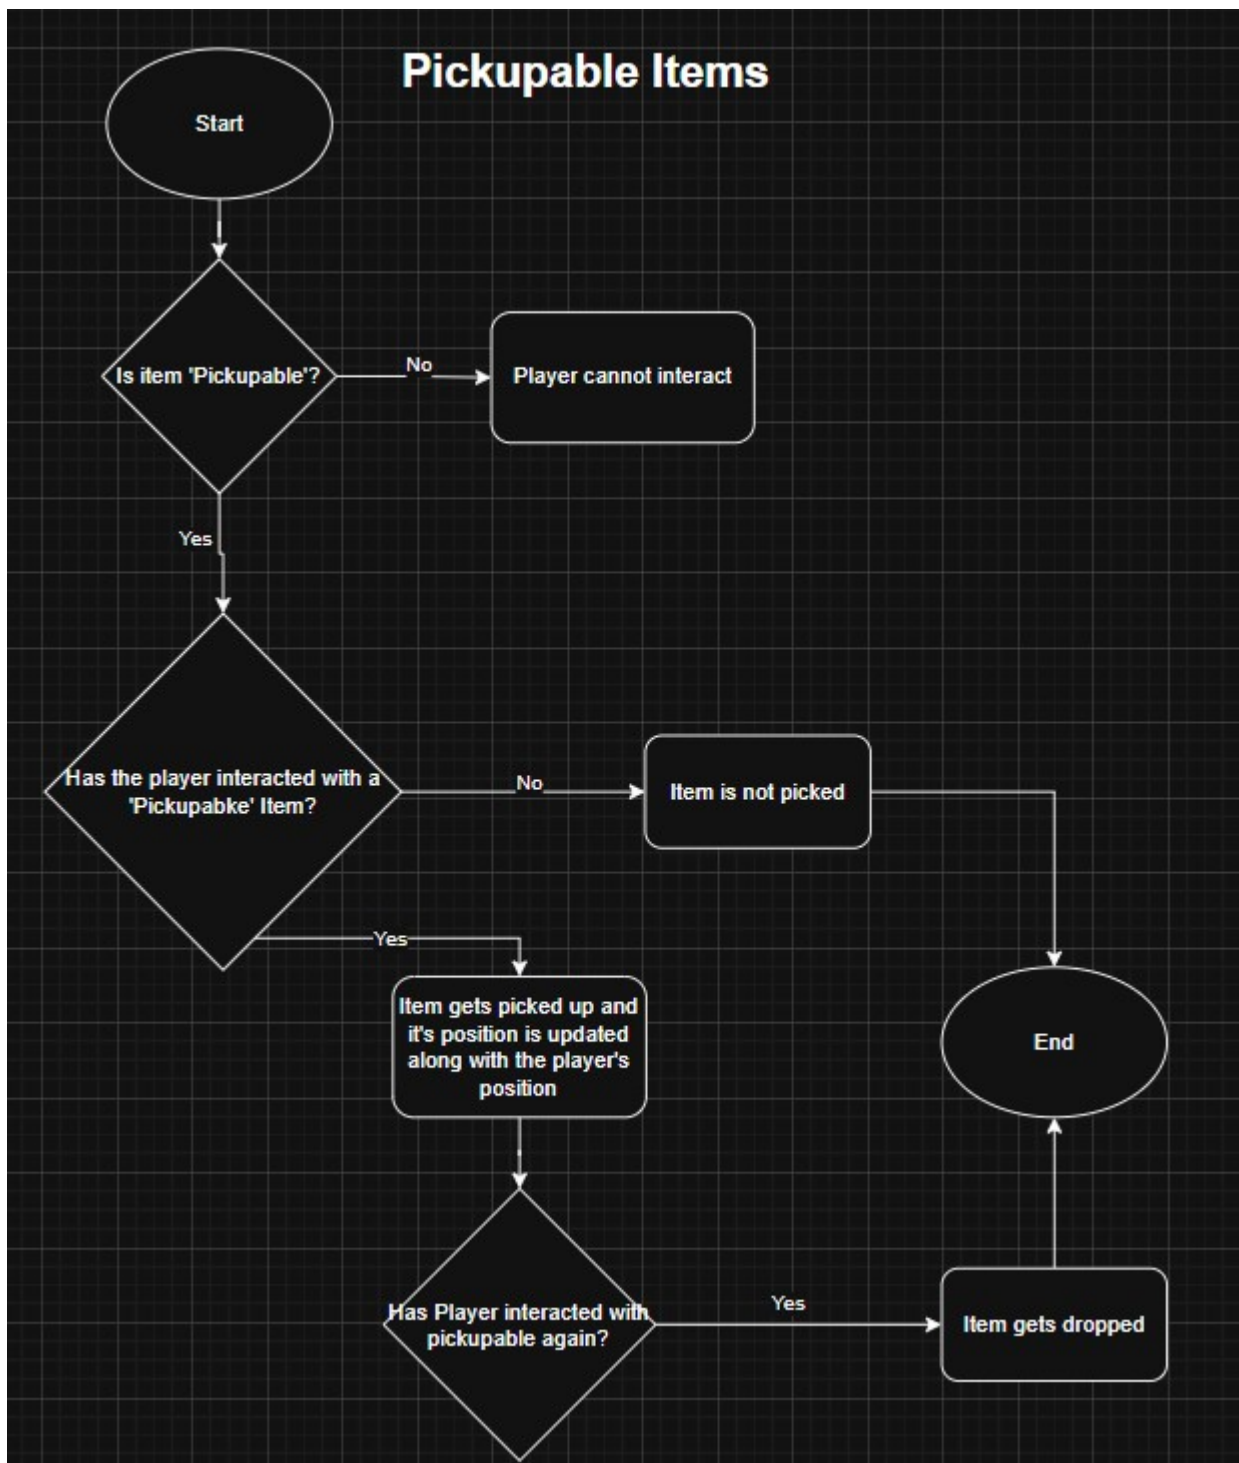 Pickupable Items
Start
Is item 'Pickupable'?
No
Player cannot interact
Yes
Has the player interacted with a
'Pickupabke' Item?
No
Item is not picked
Yes
Item gets picked up and
it's position is updated
along with the player's
position
End
Has Player interacted with
pickupable again?
Yes
Item gets dropped